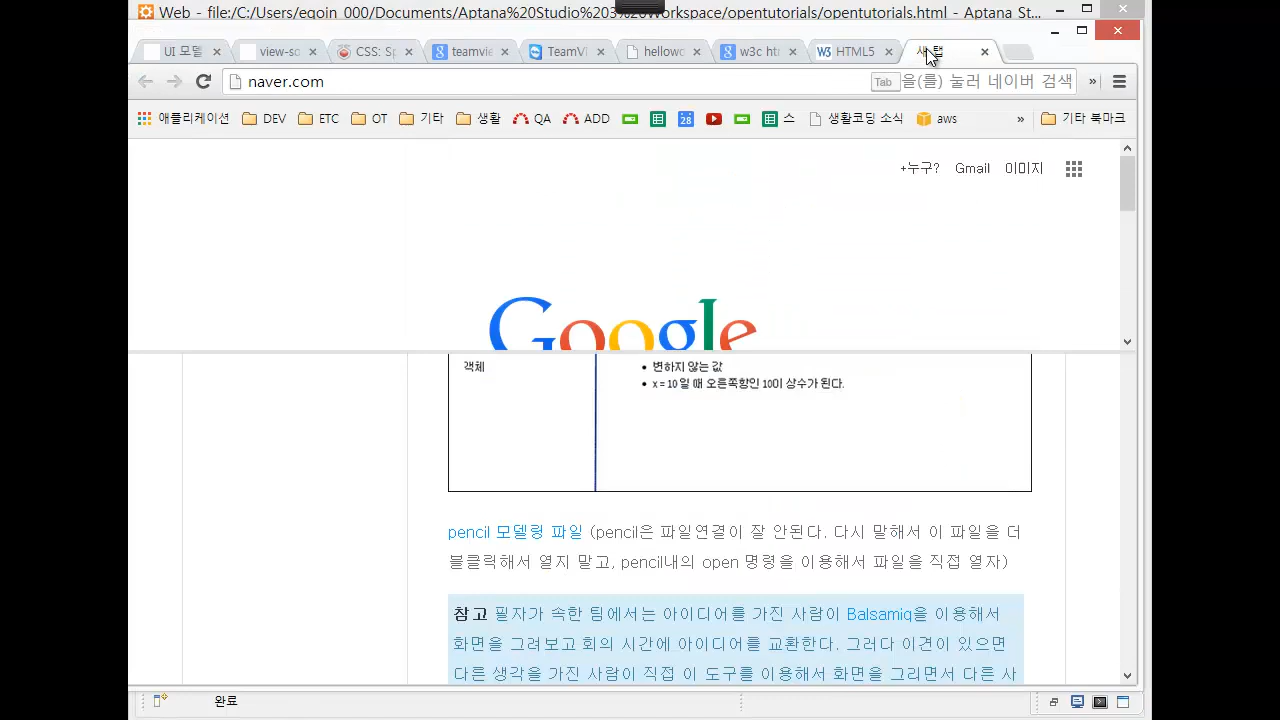 Web - file:/C:/Users/egoin_000/Documents/Aptana%20Studio%203%20Workspace/opentutorials/opentutorials.html - Aptana St...
UI 모델 view-so CSS: Sp teamvie TeamVi hellowo w3c htm HTML5 새 탭
naver.com Tab 을(를) 눌러 네이버 검색 »
애플리케이션 DEV ETC OT 기타 생활 QA ADD 28 스 생활코딩 소식 aws » 기타 북마크
+누구? Gmail 이미지
Google
객체
• 변하지 않는 값
• x = 10 일 때 오른쪽항인 10이 상수가 된다.
pencil 모델링 파일 (pencil은 파일연결이 잘 안된다. 다시 말해서 이 파일을 더
블클릭해서 열지 말고, pencil내의 open 명령을 이용해서 파일을 직접 열자)
참고 필자가 속한 팀에서는 아이디어를 가진 사람이 Balsamiq을 이용해서
화면을 그려보고 회의 시간에 아이디어를 교환한다. 그러다 이견이 있으면
다른 생각을 가진 사람이 직접 이 도구를 이용해서 화면을 그리면서 다른 사
완료